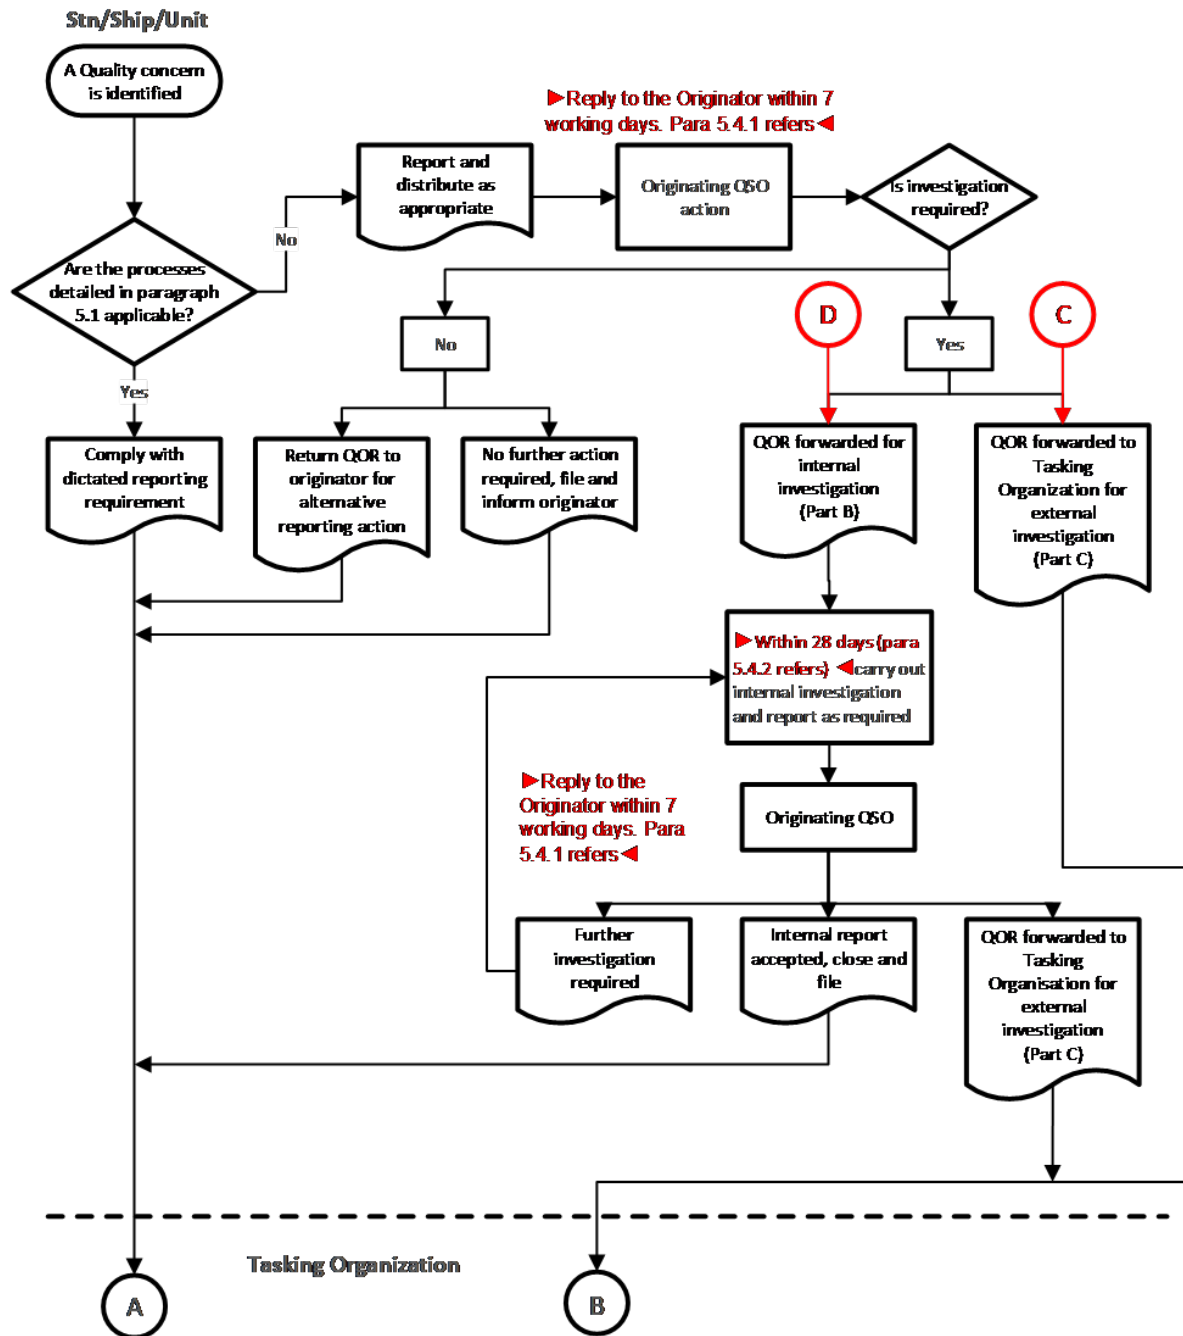 Stn/Ship/Unit
A Quality concern
is identified
►Reply to the Originator within 7
working days. Para 5.4.1 refers◄
Report and
distribute as
appropriate
Originating QSO
action
Is investigation
required?
No
Are the processes
detailed in paragraph
5.1 applicable?
D
C
No
Yes
Yes
Comply with
dictated reporting
requirement
Return QOR to
originator for
alternative
reporting action
No further action
required, file and
inform originator
QOR forwarded for
internal
investigation
(Part B)
QOR forwarded to
Tasking
Organization for
external
investigation
(Part C)
►Within 28 days (para
5.4.2 refers) ◄carry out
internal investigation
and report as required
►Reply to the
Originator within 7
working days. Para
5.4.1 refers◄
Originating QSO
Further
investigation
required
Internal report
accepted, close and
file
QOR forwarded to
Tasking
Organisation for
external
investigation
(Part C)
Tasking Organization
A
B